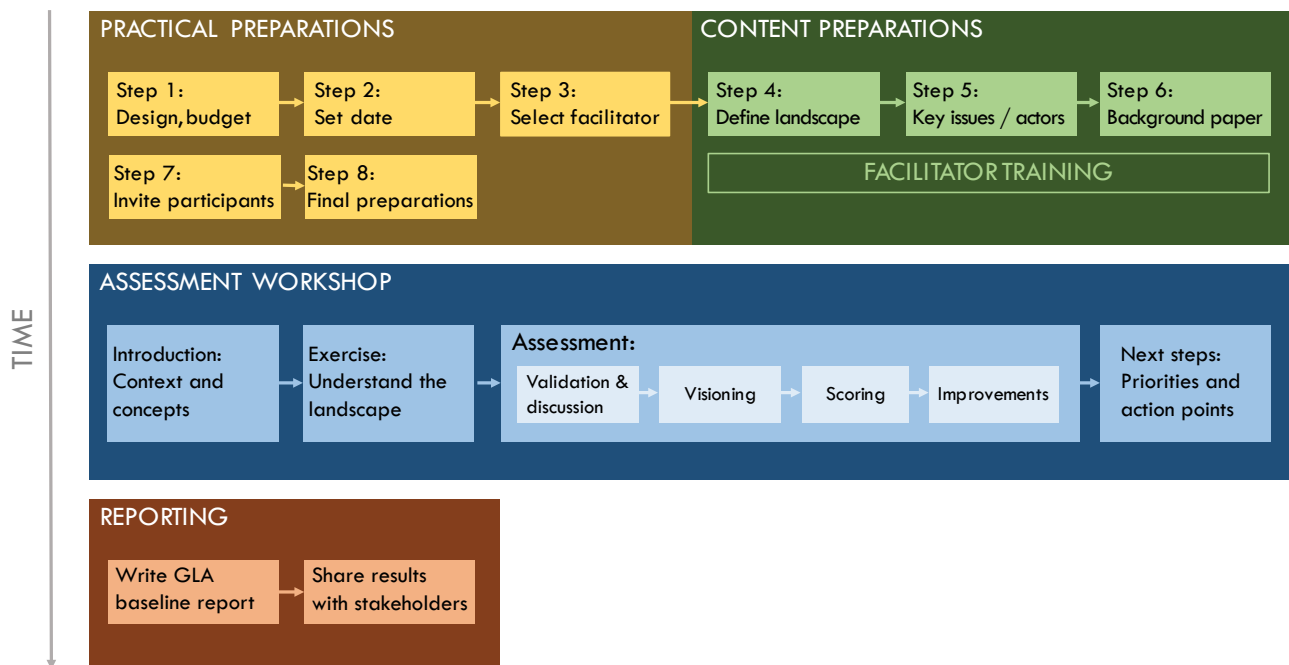 TIME
PRACTICAL PREPARATIONS
Step 1:
Design, budget
Step 2:
Set date
Step 3:
Select facilitator
Step 7:
Invite participants
Step 8:
Final preparations
CONTENT PREPARATIONS
Step 4:
Define landscape
Step 5:
Key issues / actors
Step 6:
Background paper
FACILITATOR TRAINING
ASSESSMENT WORKSHOP
Introduction:
Context and
concepts
Exercise:
Understand the
landscape
Assessment:
Validation &
discussion
Visioning
Scoring
Improvements
Next steps:
Priorities and
action points
REPORTING
Write GLA
baseline report
Share results
with stakeholders